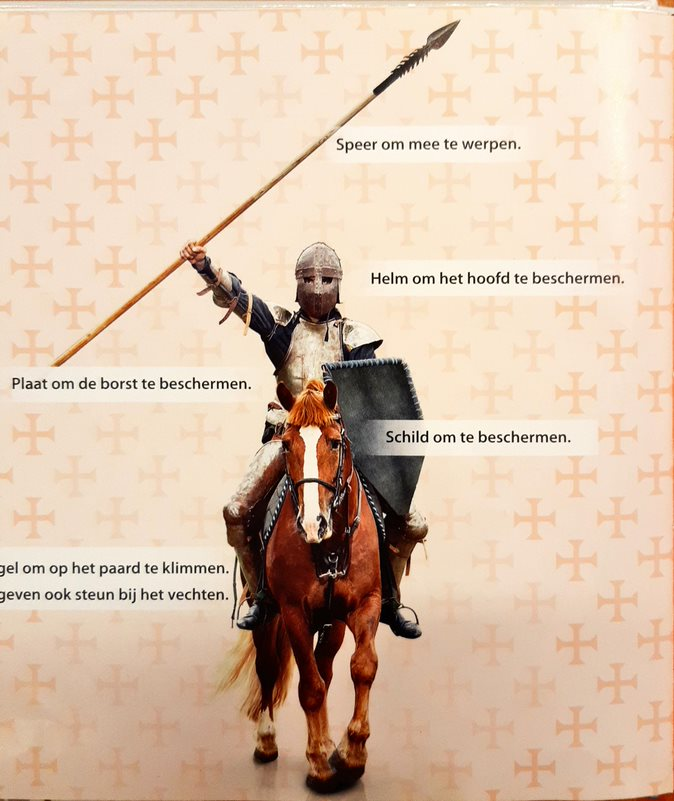 Speer om mee te werpen.
Helm om het hoofd te beschermen.
Plaat om de borst te beschermen.
Schild om te beschermen.
gel om op het paard te klimmen.
geven ook steun bij het vechten.